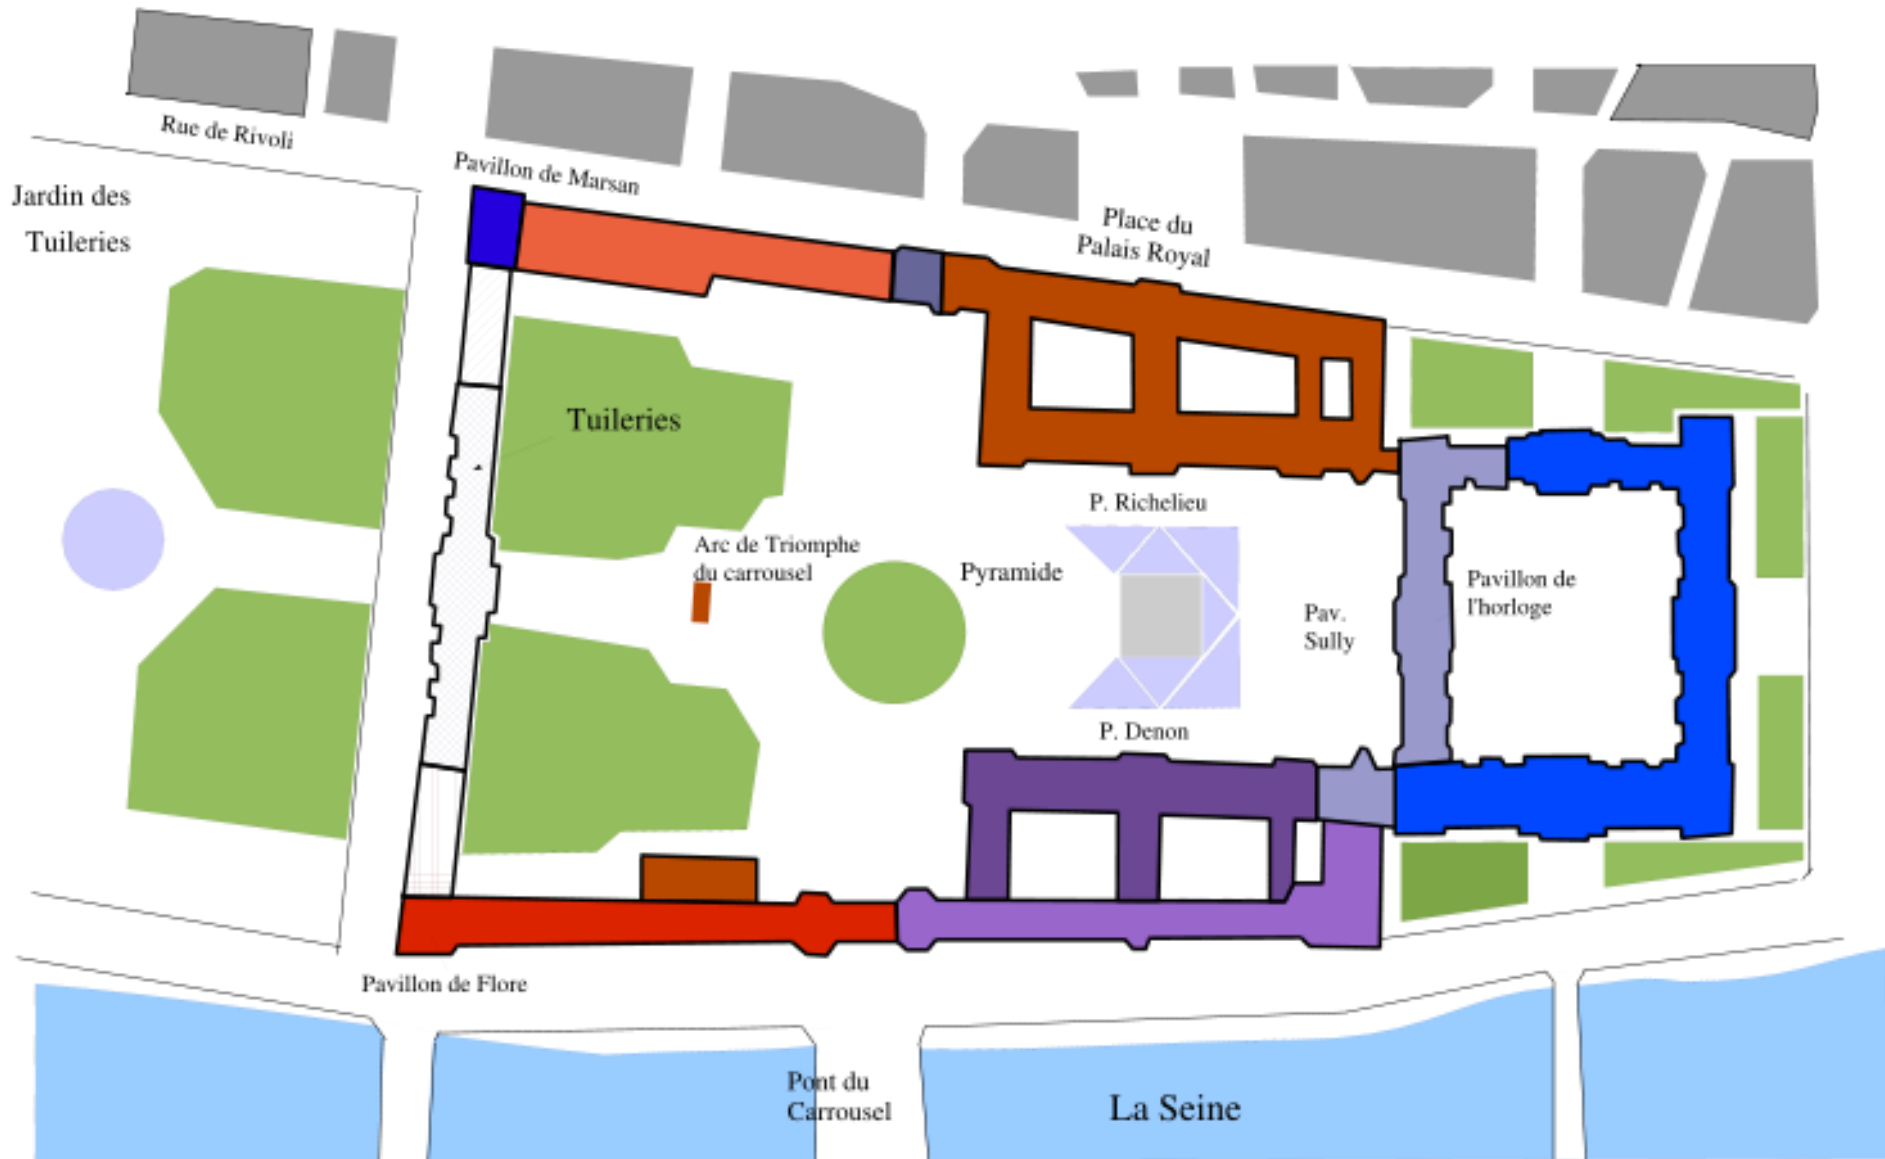 Rue de Rivoli
Pavillon de Marsan
Jardin des
Tuileries
Place du
Palais Royal
Tuileries
P. Richelieu
Arc de Triomphe
du carrousel
Pyramide
Pavillon de
l'horloge
Pav.
Sully
P. Denon
Pavillon de Flore
Pont du
Carrousel
La Seine